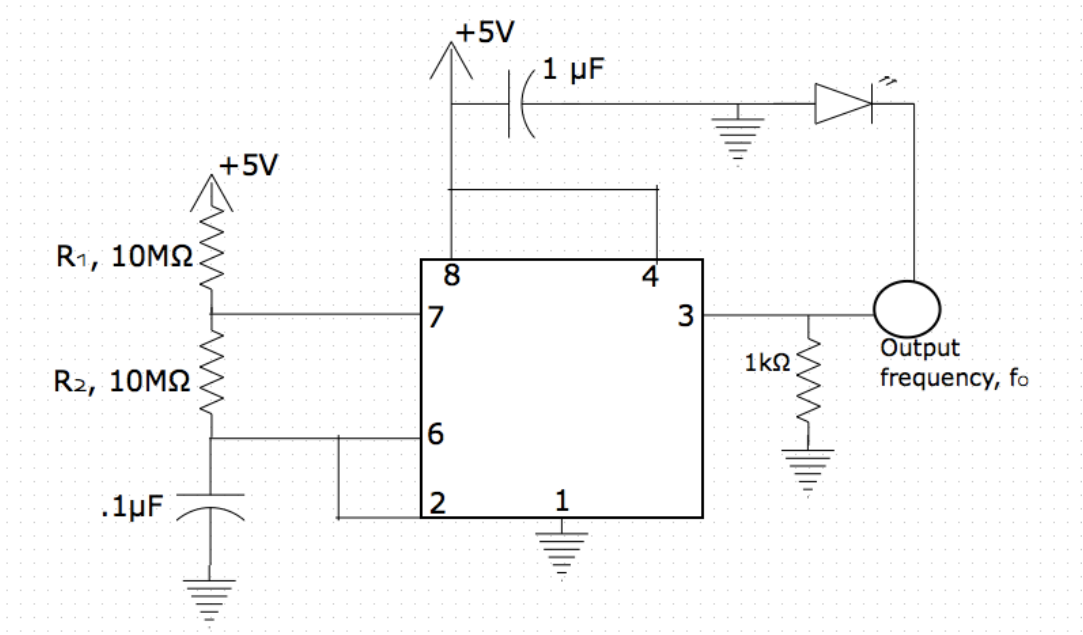 +5V
1 µF
+5V
R₁, 10MΩ
8
4
7
3
1kΩ
Output
frequency, fₒ
R₂, 10MΩ
6
.1µF
2
1